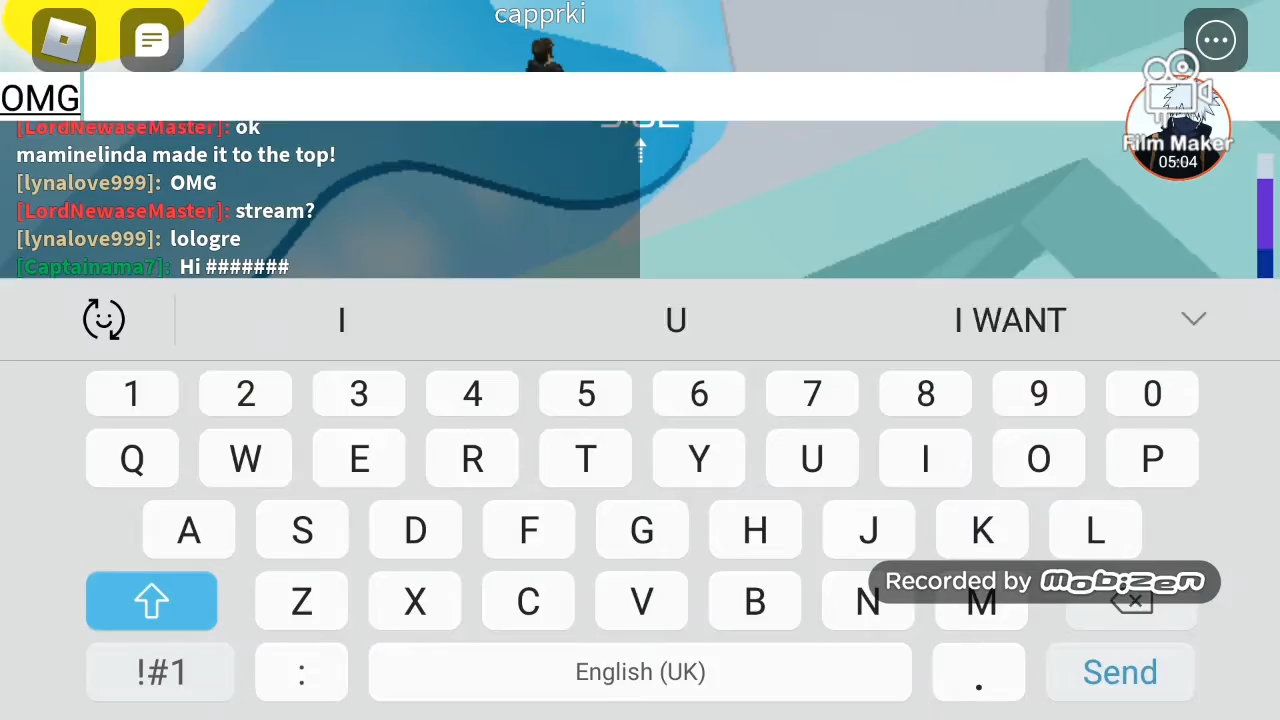 capprki
OMG
[LordNewaseMaster]: ok
maminelinda made it to the top!
[lynalove999]: OMG
[LordNewaseMaster]: stream?
[lynalove999]: lologre
[Captainama7]: Hi #######
Film Maker
05:04
I U I WANT
1 2 3 4 5 6 7 8 9 0
Q W E R T Y U I O P
A S D F G H J K L
Recorded by mobizen
Z X C V B N M
!#1 : English (UK) . Send